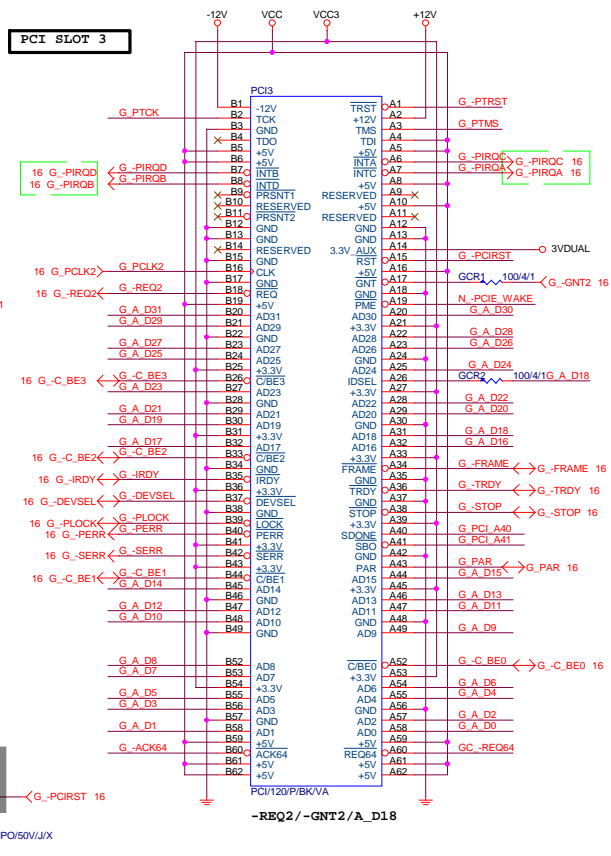 PCI SLOT 3
-12V VCC VCC3 +12V
PCI3
B1 -12V TRST A1 G_-PTRST
G_PTCK B2 TCK +12V A2
B3 GND TMS A3 G_PTMS
B4 TDO TDI A4
B5 +5V +5V A5
B6 +5V INTA A6 G_-PIRQC G_-PIRQC 16
16 G_-PIRQD G_-PIRQD B7 INTB INTC A7 G_-PIRQA G_-PIRQA 16
16 G_-PIRQB G_-PIRQB B8 INTD +5V A8
B9 PRSNT1 RESERVED A9
B10 RESERVED +5V A10
B11 PRSNT2 RESERVED A11
B12 GND GND A12
B13 GND GND A13
B14 RESERVED 3.3V_AUX A14 3VDUAL
B15 GND RST A15 G_-PCIRST
16 G_PCLK2 G_PCLK2 B16 CLK +5V A16
B17 GND GNT A17 GCR1 100/4/1 G_-GNT2 16
16 G_-REQ2 G_-REQ2 B18 REQ GND A18
B19 +5V PME A19 N_-PCIE_WAKE
G_A_D31 B20 AD31 AD30 A20 G_A_D30
G_A_D29 B21 AD29 +3.3V A21
B22 GND AD28 A22 G_A_D28
G_A_D27 B23 AD27 AD26 A23 G_A_D26
G_A_D25 B24 AD25 GND A24
B25 +3.3V AD24 A25 G_A_D24
16 G_-C_BE3 G_-C_BE3 B26 C/BE3 IDSEL A26 GCR2 100/4/1 G_A_D18
G_A_D23 B27 AD23 +3.3V A27
B28 GND AD22 A28 G_A_D22
G_A_D21 B29 AD21 AD20 A29 G_A_D20
G_A_D19 B30 AD19 GND A30
B31 +3.3V AD18 A31 G_A_D18
G_A_D17 B32 AD17 AD16 A32 G_A_D16
16 G_-C_BE2 G_-C_BE2 B33 C/BE2 +3.3V A33
B34 GND FRAME A34 G_-FRAME G_-FRAME 16
16 G_-IRDY G_-IRDY B35 IRDY GND A35
B36 +3.3V TRDY A36 G_-TRDY G_-TRDY 16
16 G_-DEVSEL G_-DEVSEL B37 DEVSEL GND A37
B38 GND STOP A38 G_-STOP G_-STOP 16
16 G_-PLOCK G_-PLOCK B39 LOCK +3.3V A39
16 G_-PERR G_-PERR B40 PERR SDONE A40 G_PCI_A40
B41 +3.3V SBO A41 G_PCI_A41
16 G_-SERR G_-SERR B42 SERR GND A42
B43 +3.3V PAR A43 G_PAR G_PAR 16
16 G_-C_BE1 G_-C_BE1 B44 C/BE1 AD15 A44 G_A_D15
G_A_D14 B45 AD14 +3.3V A45
B46 GND AD13 A46 G_A_D13
G_A_D12 B47 AD12 AD11 A47 G_A_D11
G_A_D10 B48 AD10 GND A48
B49 GND AD9 A49 G_A_D9
G_A_D8 B52 AD8 C/BE0 A52 G_-C_BE0 G_-C_BE0 16
G_A_D7 B53 AD7 +3.3V A53
B54 +3.3V AD6 A54 G_A_D6
G_A_D5 B55 AD5 AD4 A55 G_A_D4
G_A_D3 B56 AD3 GND A56
B57 GND AD2 A57 G_A_D2
G_A_D1 B58 AD1 AD0 A58 G_A_D0
B59 +5V +5V A59
G_-ACK64 B60 ACK64 REQ64 A60 GC_-REQ64
B61 +5V +5V A61
B62 +5V +5V A62
PCI/120/P/BK/VA
G_-PCIRST 16
-REQ2/-GNT2/A_D18
PO/50V/J/X